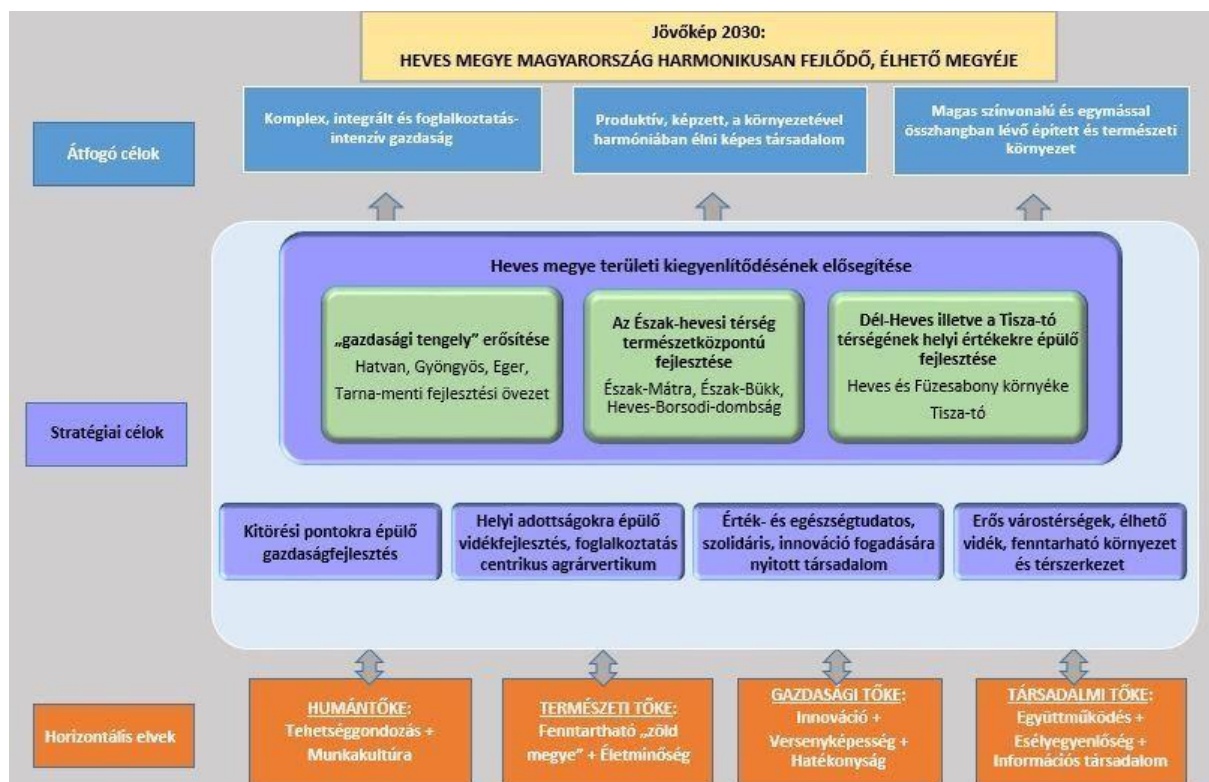 Jövőkép 2030:
HEVES MEGYE MAGYARORSZÁG HARMONIKUSAN FEJLŐDŐ, ÉLHETŐ MEGYÉJE
Átfogó célok
Komplex, integrált és foglalkoztatás-
intenzív gazdaság
Produktív, képzett, a környezetével
harmóniában élni képes társadalom
Magas színvonalú és egymással
összhangban lévő épített és természeti
környezet
Stratégiai célok
Heves megye területi kiegyenlítődésének elősegítése
„gazdasági tengely” erősítése
Hatvan, Gyöngyös, Eger,
Tarna-menti fejlesztési övezet
Az Észak-hevesi térség
természetközpontú
fejlesztése
Észak-Mátra, Észak-Bükk,
Heves-Borsodi-dombság
Dél-Heves illetve a Tisza-tó
térségének helyi értékekre épülő
fejlesztése
Heves és Füzesabony környéke
Tisza-tó
Kitörési pontokra épülő
gazdaságfejlesztés
Helyi adottságokra épülő
vidékfejlesztés, foglalkoztatás
centrikus agrárvertikum
Érték- és egészségtudatos,
szolidáris, innováció fogadására
nyitott társadalom
Erős várostérségek, élhető
vidék, fenntarható környezet
és térszerkezet
Horizontális elvek
HUMÁNTŐKE:
Tehetséggondozás +
Munkakultúra
TERMÉSZETI TŐKE:
Fenntartható „zöld
megye” + Életminőség
GAZDASÁGI TŐKE:
Innováció +
Versenyképesség +
Hatékonyság
TÁRSADALMI TŐKE:
Együttműködés +
Esélyegyenlőség +
Információs társadalom